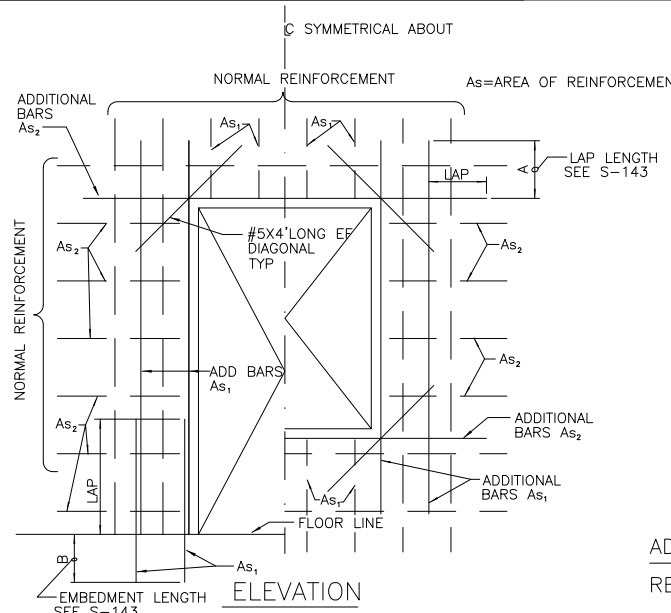 ℄ SYMMETRICAL ABOUT
NORMAL REINFORCEMENT
As=AREA OF REINFORCEMEN
ADDITIONAL
BARS
As2
As1
As1
A
LAP
LAP LENGTH
SEE S-143
#5X4'LONG EF
DIAGONAL
TYP
NORMAL REINFORCEMENT
As2
As2
As2
ADD BARS
As1
As2
ADDITIONAL
BARS As2
LAP
As1
ADDITIONAL
BARS As1
FLOOR LINE
B
As1
EMBEDMENT LENGTH
SEE S-143
ELEVATION
AD
RE